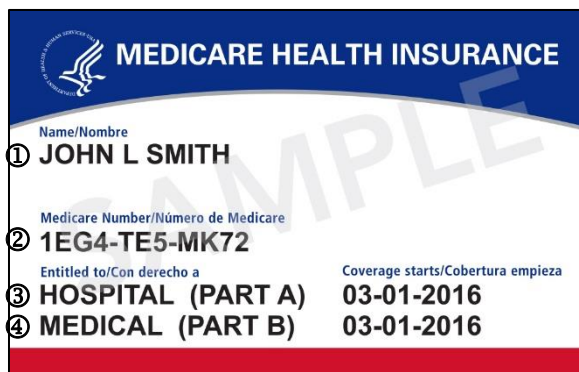 MEDICARE HEALTH INSURANCE
Name/Nombre
① JOHN L SMITH
Medicare Number/Número de Medicare
② 1EG4-TE5-MK72
Entitled to/Con derecho a Coverage starts/Cobertura empieza
③ HOSPITAL (PART A) 03-01-2016
④ MEDICAL (PART B) 03-01-2016
SAMPLE